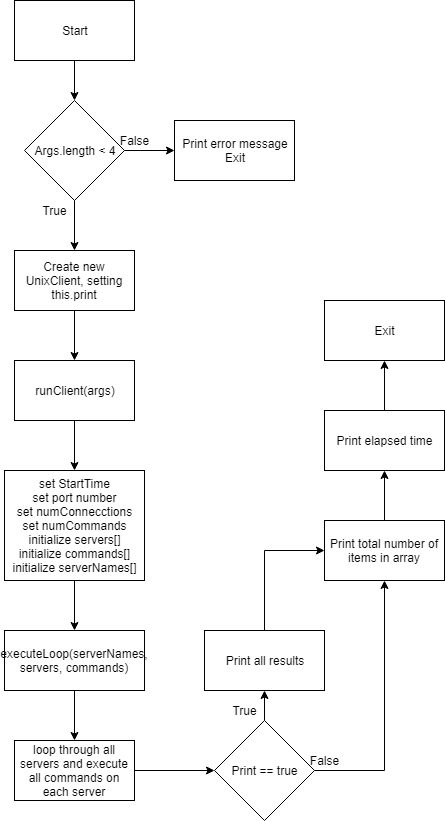 Start
Args.length < 4
False
Print error message
Exit
True
Create new
UnixClient, setting
this.print
runClient(args)
set StartTime
set port number
set numConnecctions
set numCommands
initialize servers[]
initialize commands[]
initialize serverNames[]
executeLoop(serverNames,
servers, commands)
loop through all
servers and execute
all commands on
each server
Print == true
True
False
Print all results
Print total number of
items in array
Print elapsed time
Exit